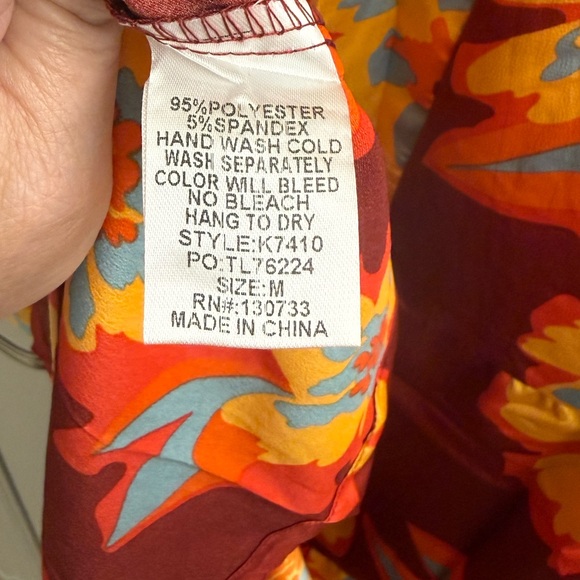 95%POLYESTER
5%SPANDEX
HAND WASH COLD
WASH SEPARATELY
COLOR WILL BLEED
NO BLEACH
HANG TO DRY
STYLE:K7410
PO:TL76224
SIZE:M
RN#:130733
MADE IN CHINA